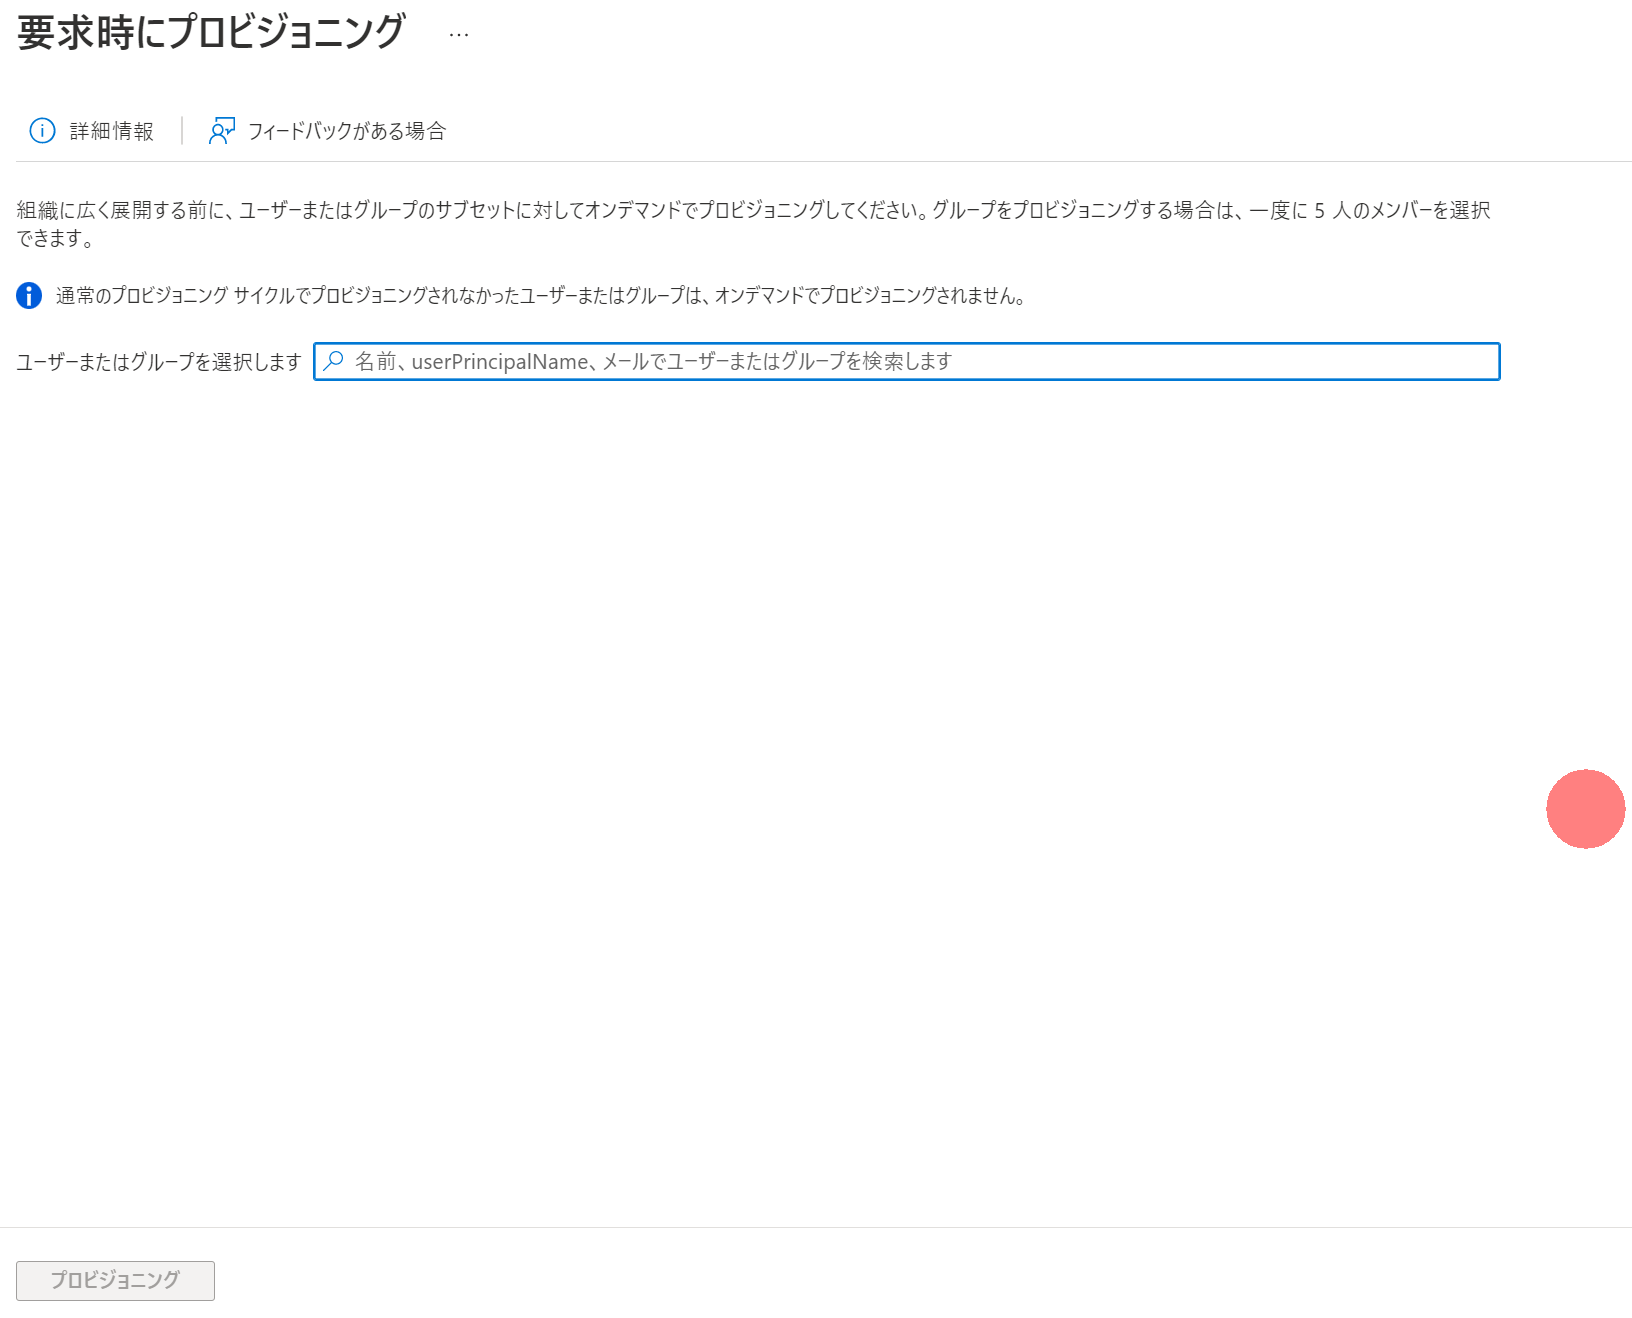 要求時にプロビジョニング …
詳細情報 フィードバックがある場合
組織に広く展開する前に、ユーザーまたはグループのサブセットに対してオンデマンドでプロビジョニングしてください。グループをプロビジョニングする場合は、一度に 5 人のメンバーを選択
できます。
通常のプロビジョニング サイクルでプロビジョニングされなかったユーザーまたはグループは、オンデマンドでプロビジョニングされません。
ユーザーまたはグループを選択します 名前、userPrincipalName、メールでユーザーまたはグループを検索します
プロビジョニング